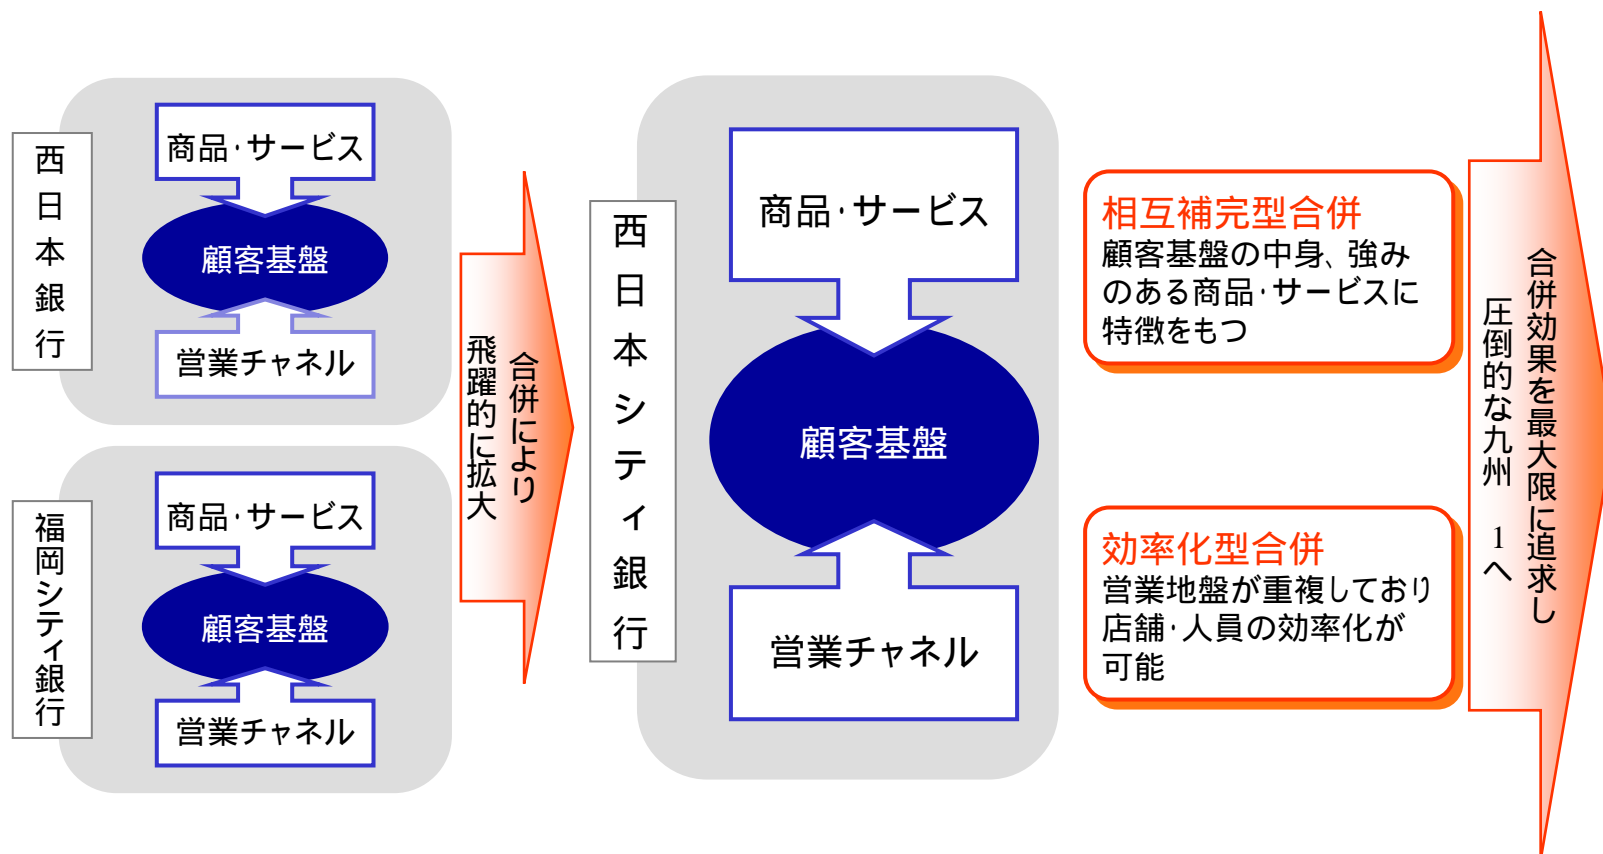 西日本銀行
商品・サービス
顧客基盤
営業チャネル
福岡シティ銀行
商品・サービス
顧客基盤
営業チャネル
合併により
飛躍的に拡大
西日本シティ銀行
商品・サービス
顧客基盤
営業チャネル
相互補完型合併
顧客基盤の中身、強み
のある商品・サービスに
特徴をもつ
効率化型合併
営業地盤が重複しており
店舗・人員の効率化が
可能
合併効果を最大限に追求し
圧倒的な九州 1へ